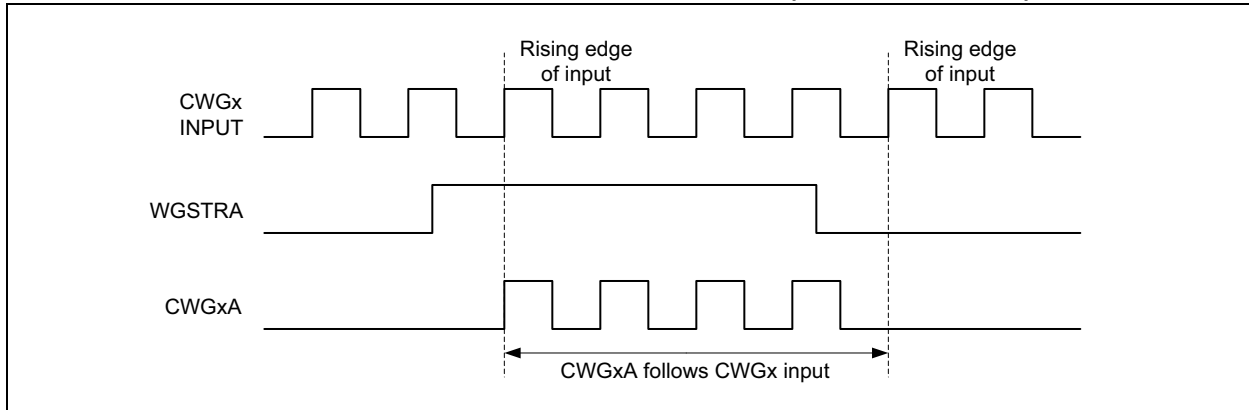 Rising edge
of input
Rising edge
of input
CWGx
INPUT
WGSTRA
CWGxA
CWGxA follows CWGx input